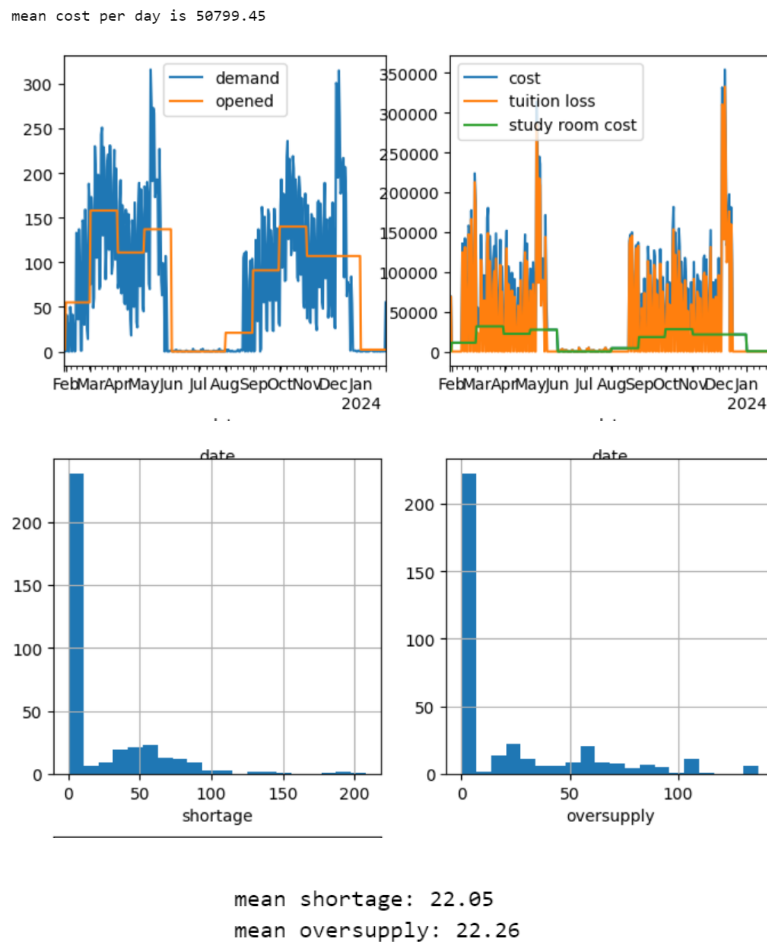 mean cost per day is 50799.45
demand
opened
300
250
200
150
100
50
0
Feb Mar Apr May Jun Jul Aug Sep Oct Nov Dec Jan
2024
cost
tuition loss
study room cost
350000
300000
250000
200000
150000
100000
50000
0
Feb Mar Apr May Jun Jul Aug Sep Oct Nov Dec Jan
2024
date
200
150
100
50
0
0 50 100 150 200
shortage
date
200
150
100
50
0
0 50 100
oversupply
mean shortage: 22.05
mean oversupply: 22.26